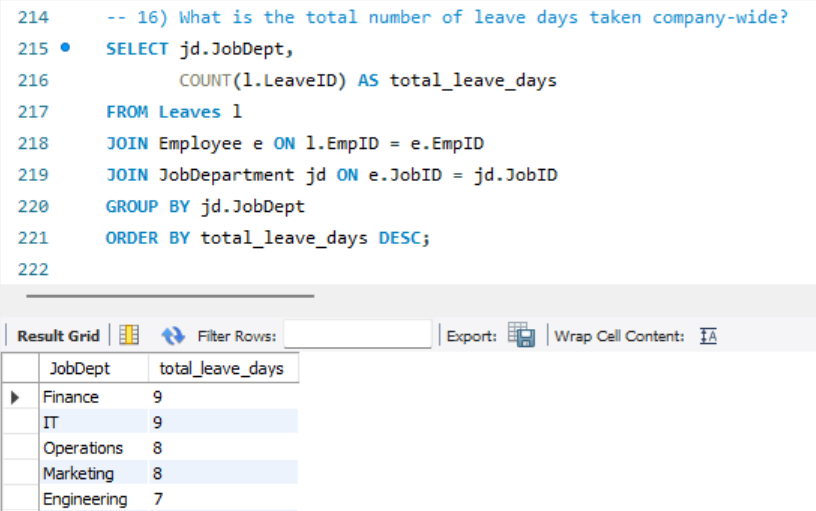 214 -- 16) What is the total number of leave days taken company-wide?
215 SELECT jd.JobDept,
216 COUNT(l.LeaveID) AS total_leave_days
217 FROM Leaves l
218 JOIN Employee e ON l.EmpID = e.EmpID
219 JOIN JobDepartment jd ON e.JobID = jd.JobID
220 GROUP BY jd.JobDept
221 ORDER BY total_leave_days DESC;
222
Result Grid Filter Rows: Export: Wrap Cell Content: IA
JobDept total_leave_days
Finance 9
IT 9
Operations 8
Marketing 8
Engineering 7